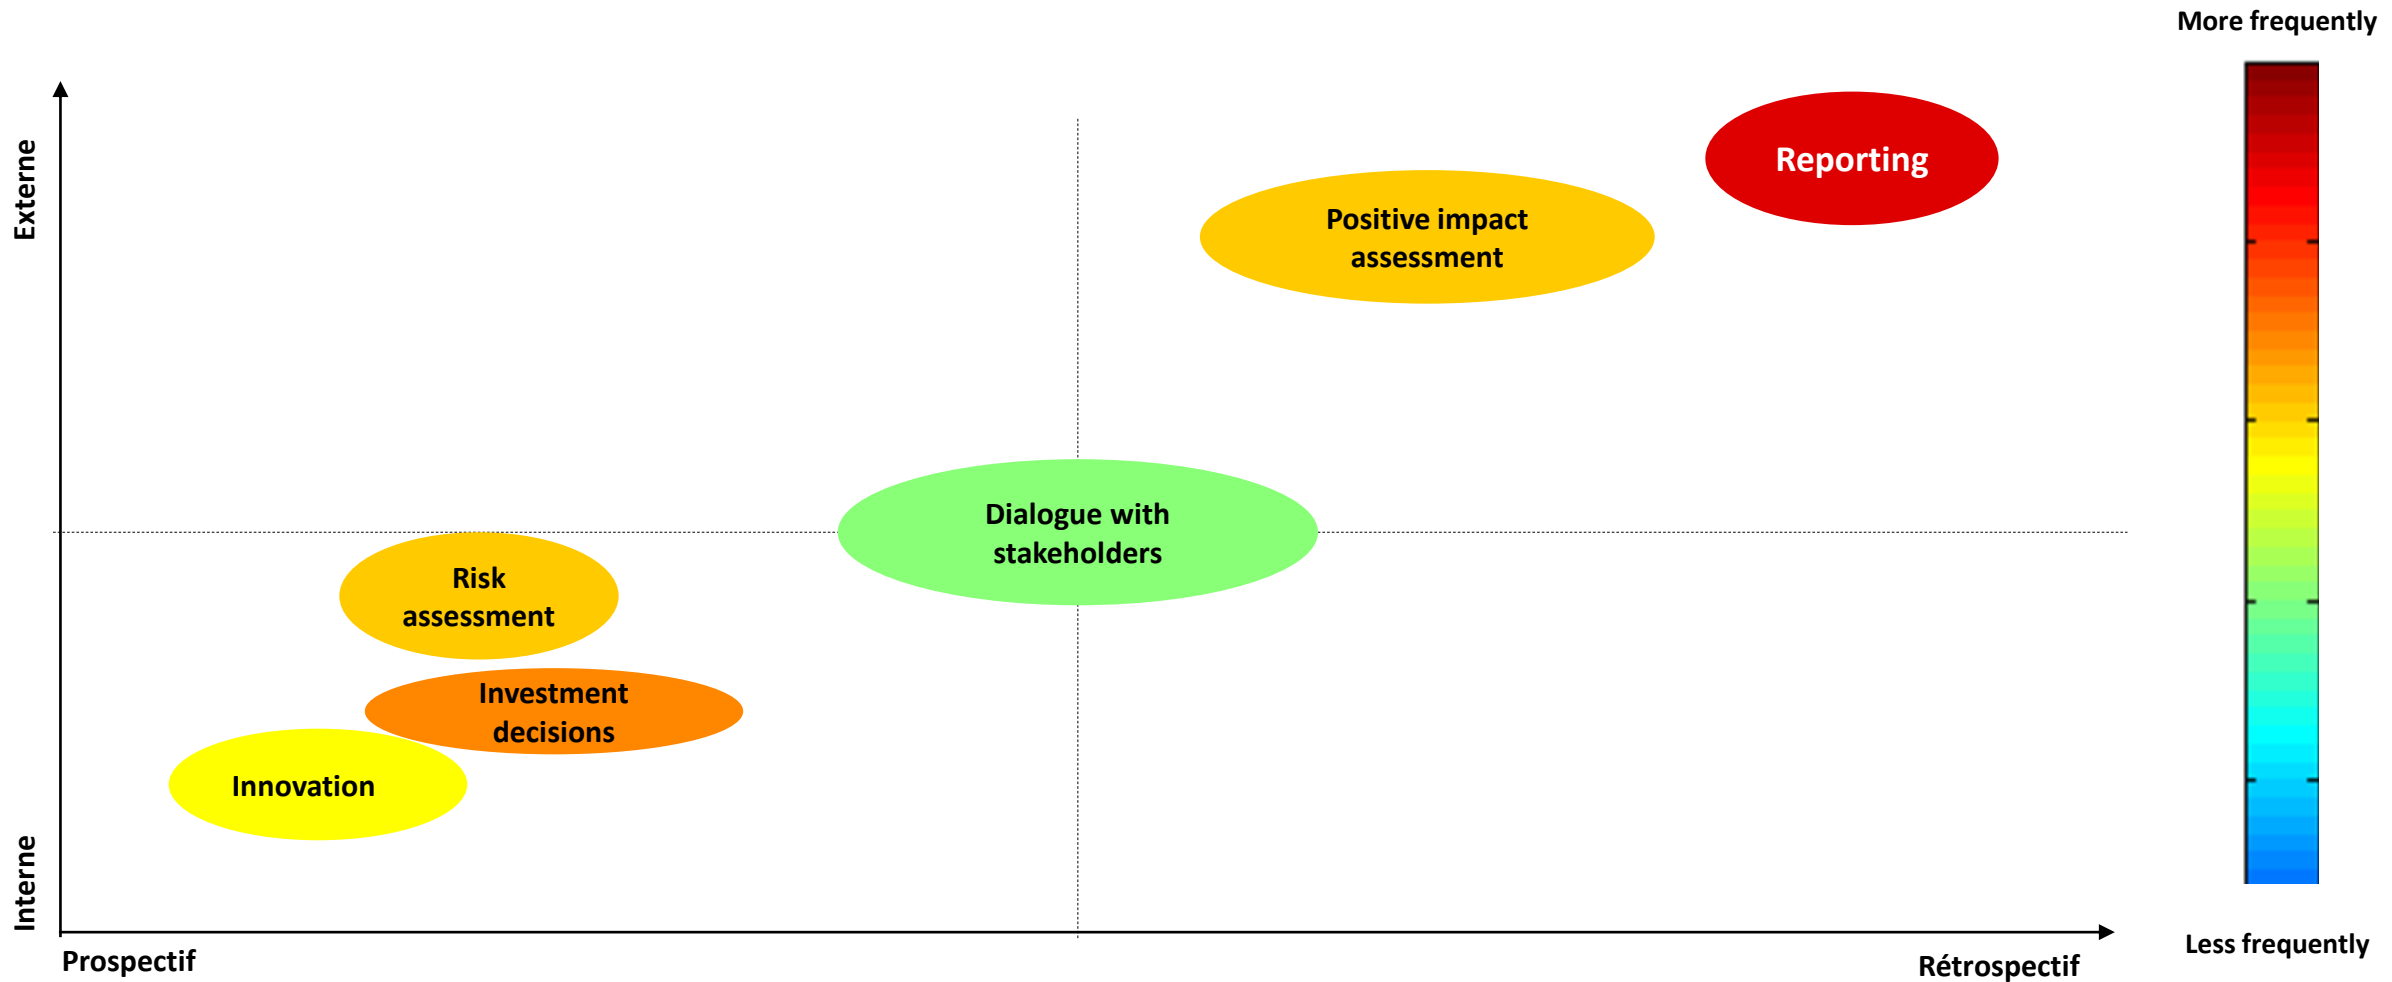 More frequently
Externe
Reporting
Positive impact
assessment
Dialogue with
stakeholders
Risk
assessment
Investment
decisions
Innovation
Interne
Prospectif
Rétrospectif
Less frequently